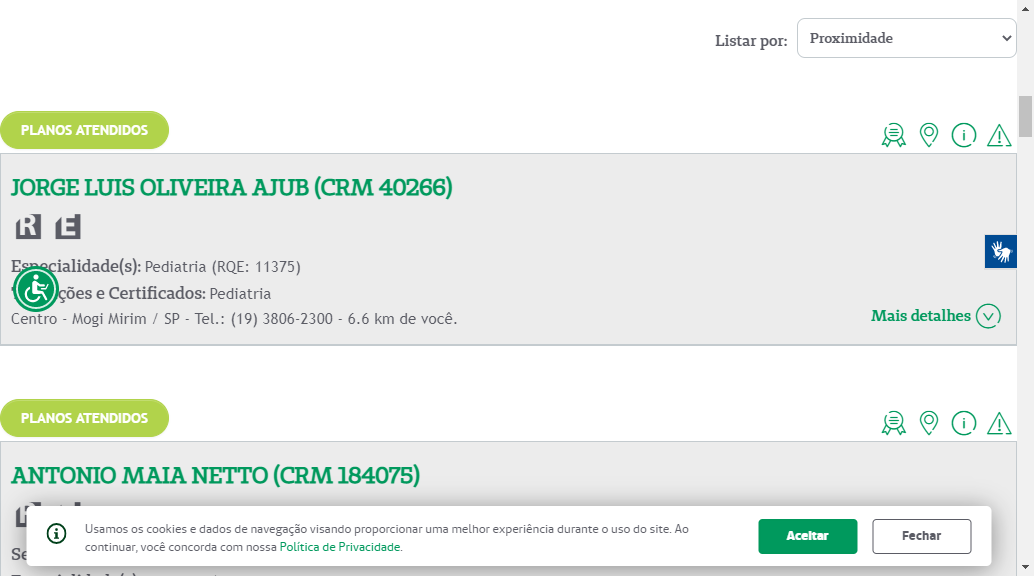 Listar por: Proximidade
PLANOS ATENDIDOS
JORGE LUIS OLIVEIRA AJUB (CRM 40266)
R E
Especialidade(s): Pediatria (RQE: 11375)
ções e Certificados: Pediatria
Centro - Mogi Mirim / SP - Tel.: (19) 3806-2300 - 6.6 km de você.
Mais detalhes
PLANOS ATENDIDOS
ANTONIO MAIA NETTO (CRM 184075)
Usamos os cookies e dados de navegação visando proporcionar uma melhor experiência durante o uso do site. Ao
continuar, você concorda com nossa Política de Privacidade.
Aceitar
Fechar